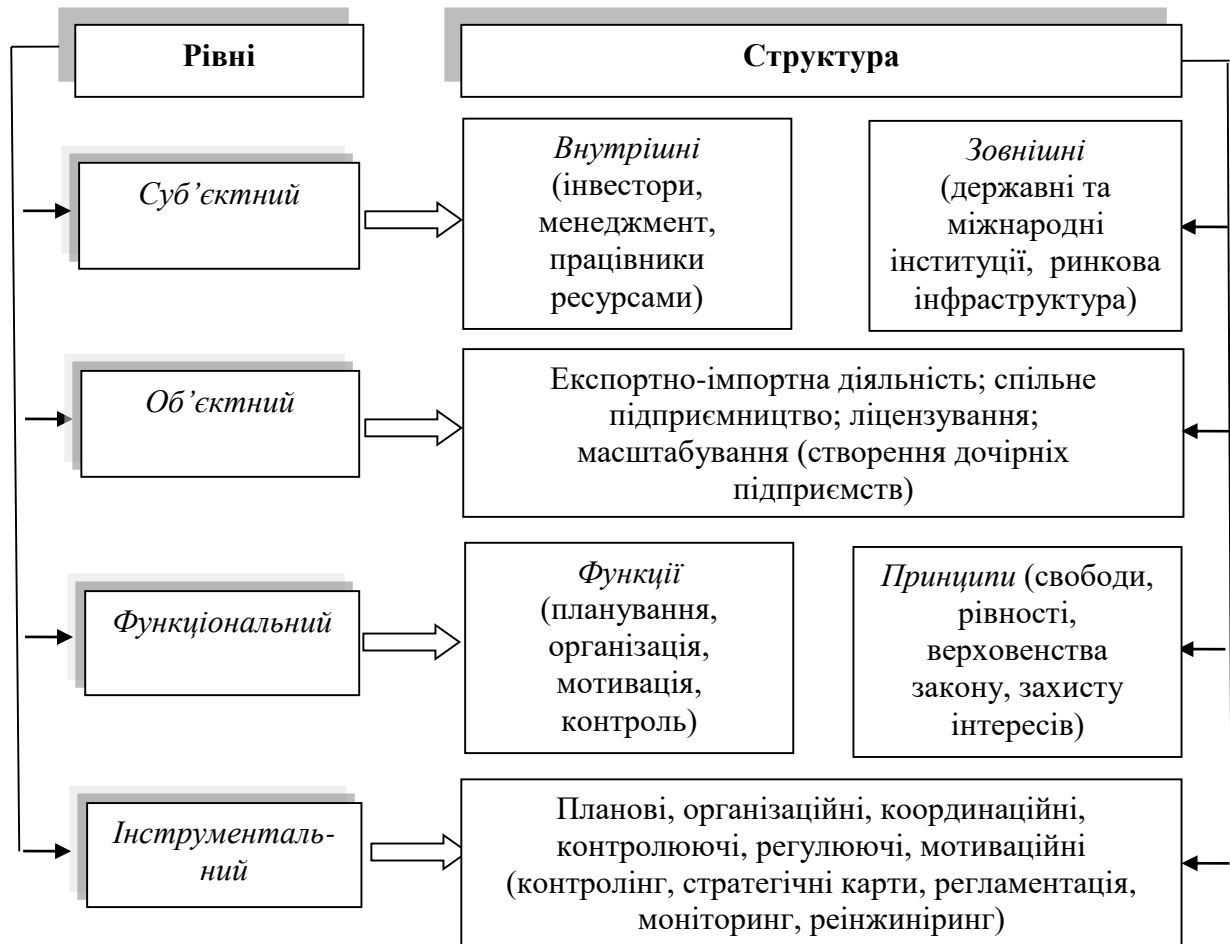 Рівні
Структура
Суб’єктний
Внутрішні
(інвестори,
менеджмент,
працівники
ресурсами)
Зовнішні
(державні та
міжнародні
інституції, ринкова
інфраструктура)
Об’єктний
Експортно-імпортна діяльність; спільне
підприємництво; ліцензування;
масштабування (створення дочірніх
підприємств)
Функціональний
Функції
(планування,
організація,
мотивація,
контроль)
Принципи (свободи,
рівності,
верховенства
закону, захисту
інтересів)
Інструменталь-
ний
Планові, організаційні, координаційні,
контролюючі, регулюючі, мотиваційні
(контролінг, стратегічні карти, регламентація,
моніторинг, реінжиніринг)